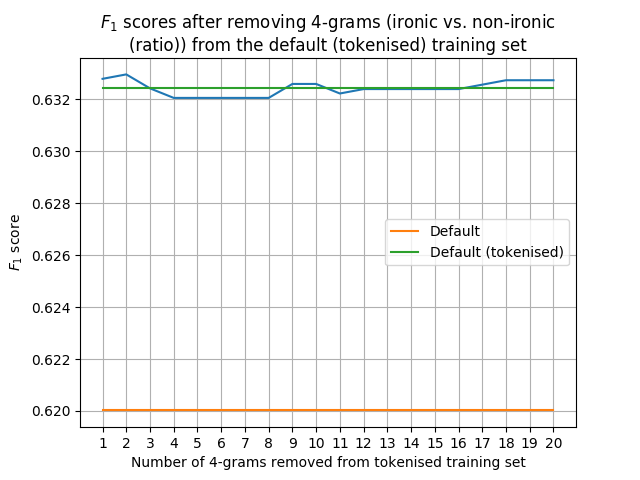 F₁ scores after removing 4-grams (ironic vs. non-ironic
(ratio)) from the default (tokenised) training set
0.632
0.630
0.628
0.626
0.624
0.622
0.620
F₁ score
Default
Default (tokenised)
1 2 3 4 5 6 7 8 9 10 11 12 13 14 15 16 17 18 19 20
Number of 4-grams removed from tokenised training set